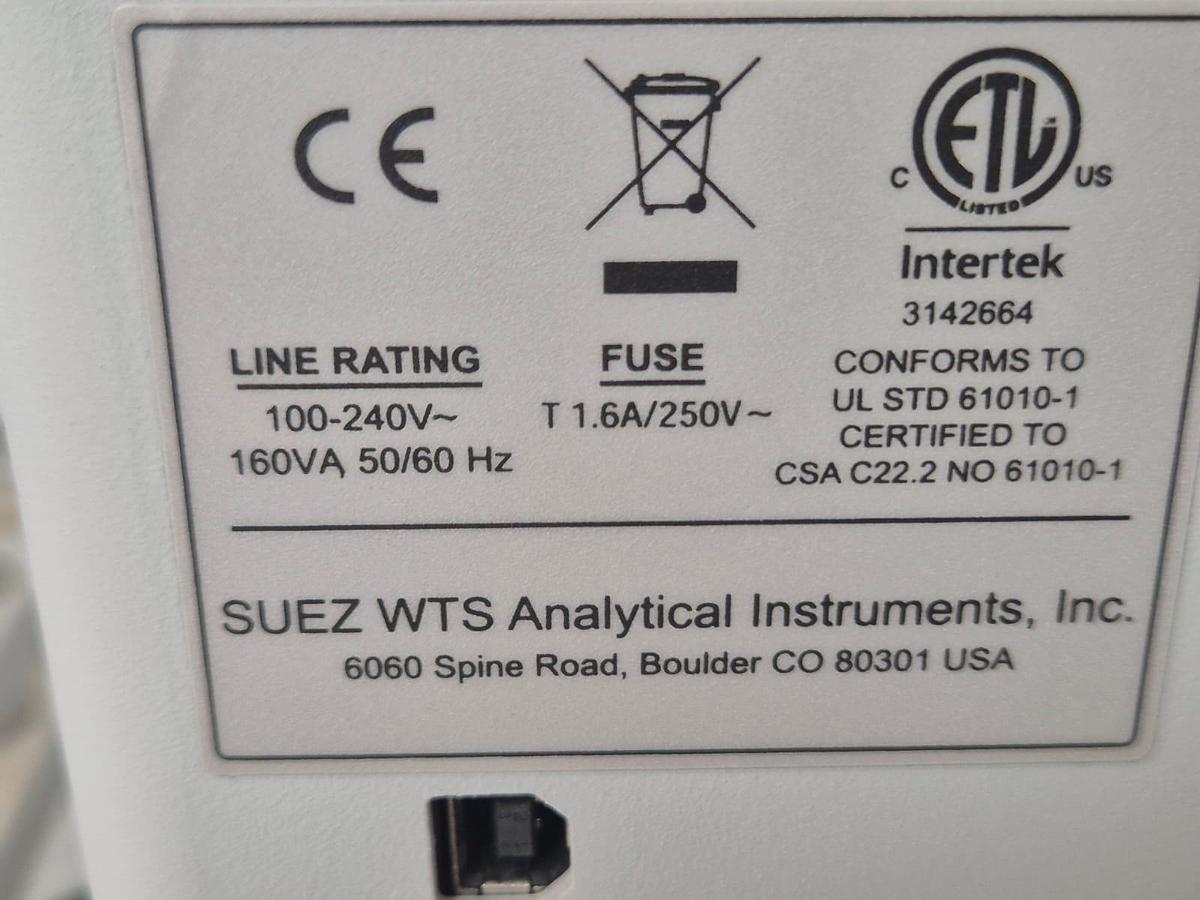 CE
C ETL US
LISTED
Intertek
3142664
LINE RATING
100-240V~
160VA, 50/60 Hz
FUSE
T 1.6A/250V~
CONFORMS TO
UL STD 61010-1
CERTIFIED TO
CSA C22.2 NO 61010-1
SUEZ WTS Analytical Instruments, Inc.
6060 Spine Road, Boulder CO 80301 USA